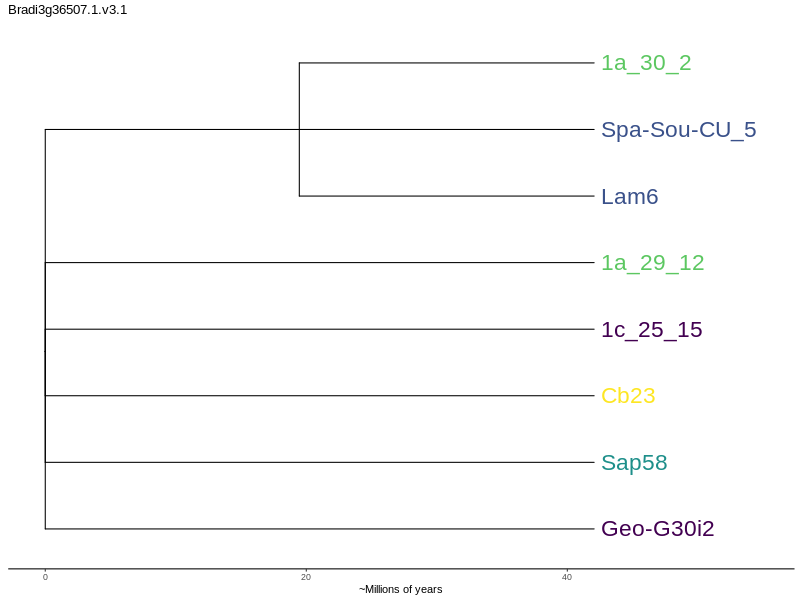 Bradi3g36507.1.v3.1
1a_30_2
Spa-Sou-CU_5
Lam6
1a_29_12
1c_25_15
Cb23
Sap58
Geo-G30i2
0 20 40
~Millions of years